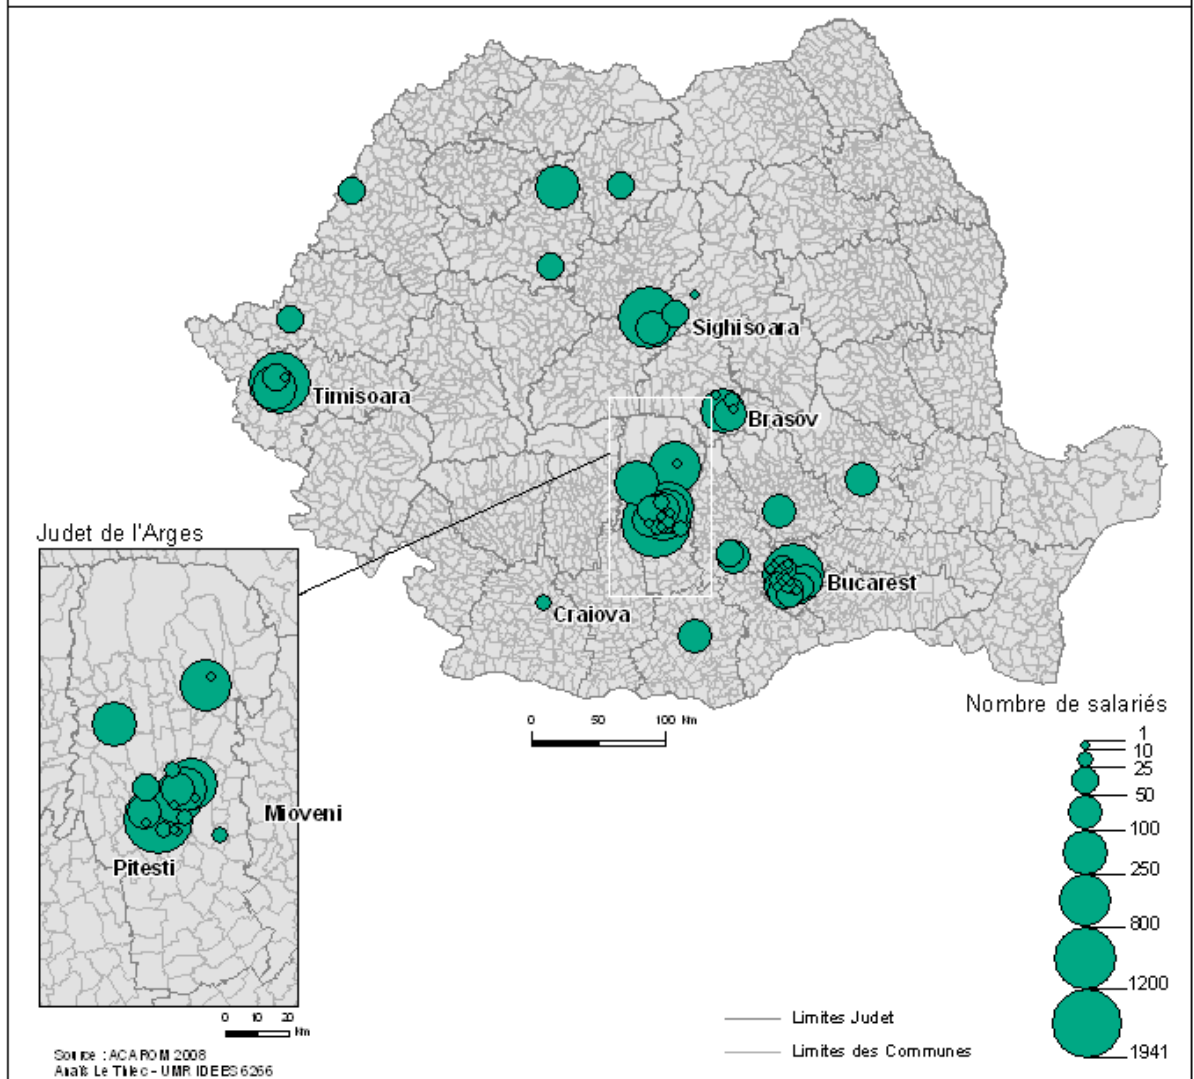 Sighisoara
Timisoara
Brasov
Judet de l'Arges
Bucarest
Craiova
Nombre de salariés
0 50 100 Km
1
10
25
50
100
250
800
1200
1941
Mioveni
Pitesti
0 10 20 Km
Limites Judet
Limites des Communes
Source : ACAROM 2008
Anaïs Le Thiec - UMR IDEES 6266